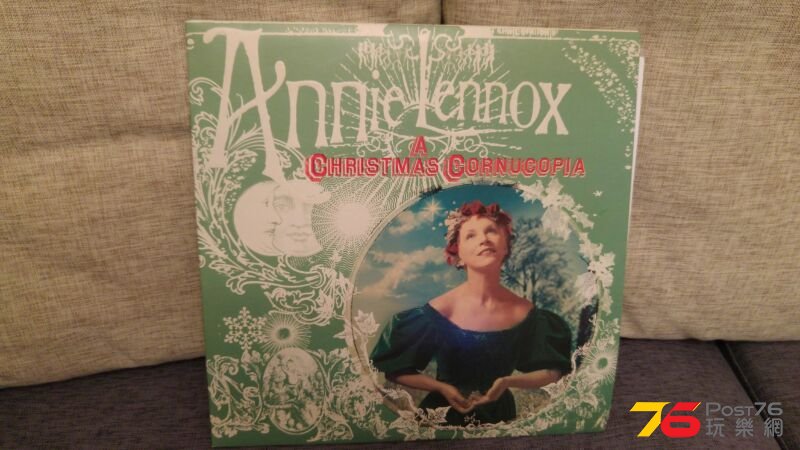 Annie Lennox
A
CHRISTMAS CORNUCOPIA
76 POST76
玩樂網